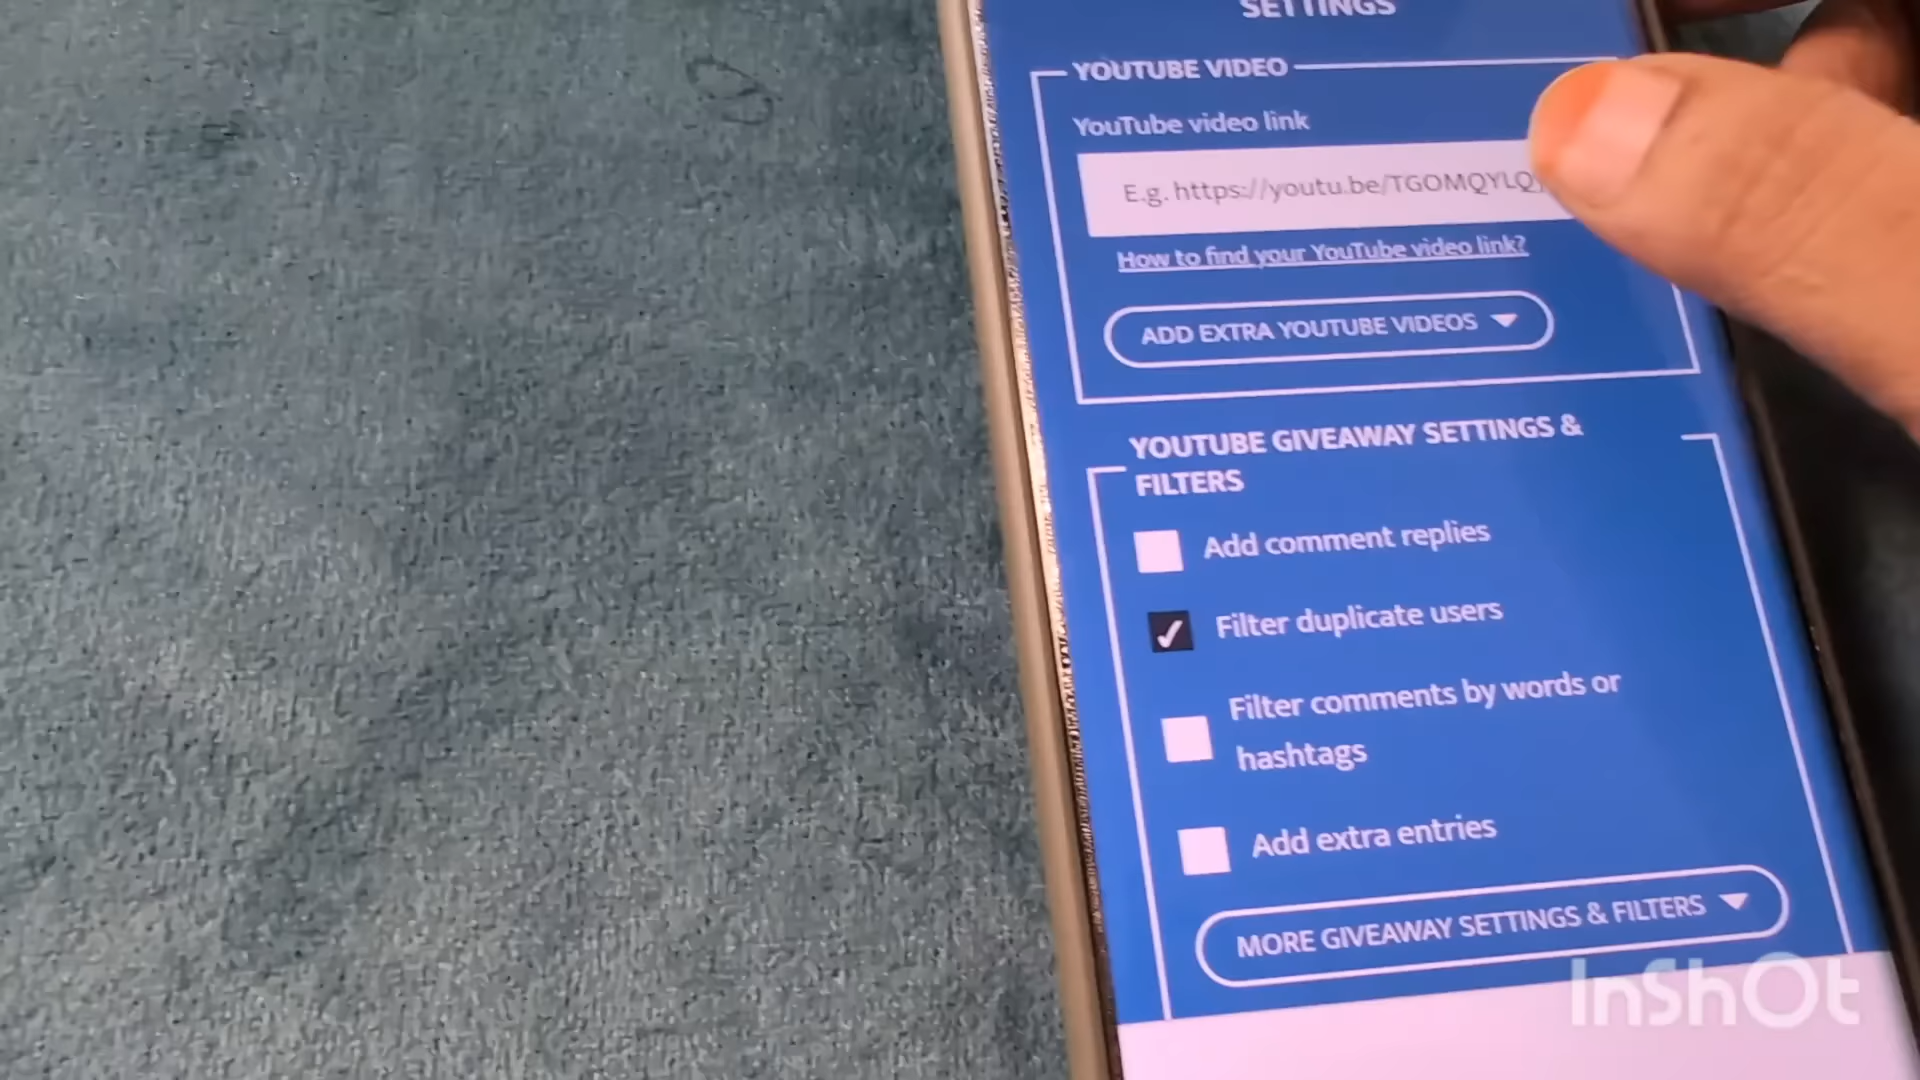 SETTINGS
YOUTUBE VIDEO
YouTube video link
E.g. https://youtu.be/TGOMQYLQ
How to find your YouTube video link?
ADD EXTRA YOUTUBE VIDEOS
YOUTUBE GIVEAWAY SETTINGS &
FILTERS
Add comment replies
Filter duplicate users
Filter comments by words or
hashtags
Add extra entries
MORE GIVEAWAY SETTINGS & FILTERS
InShOt